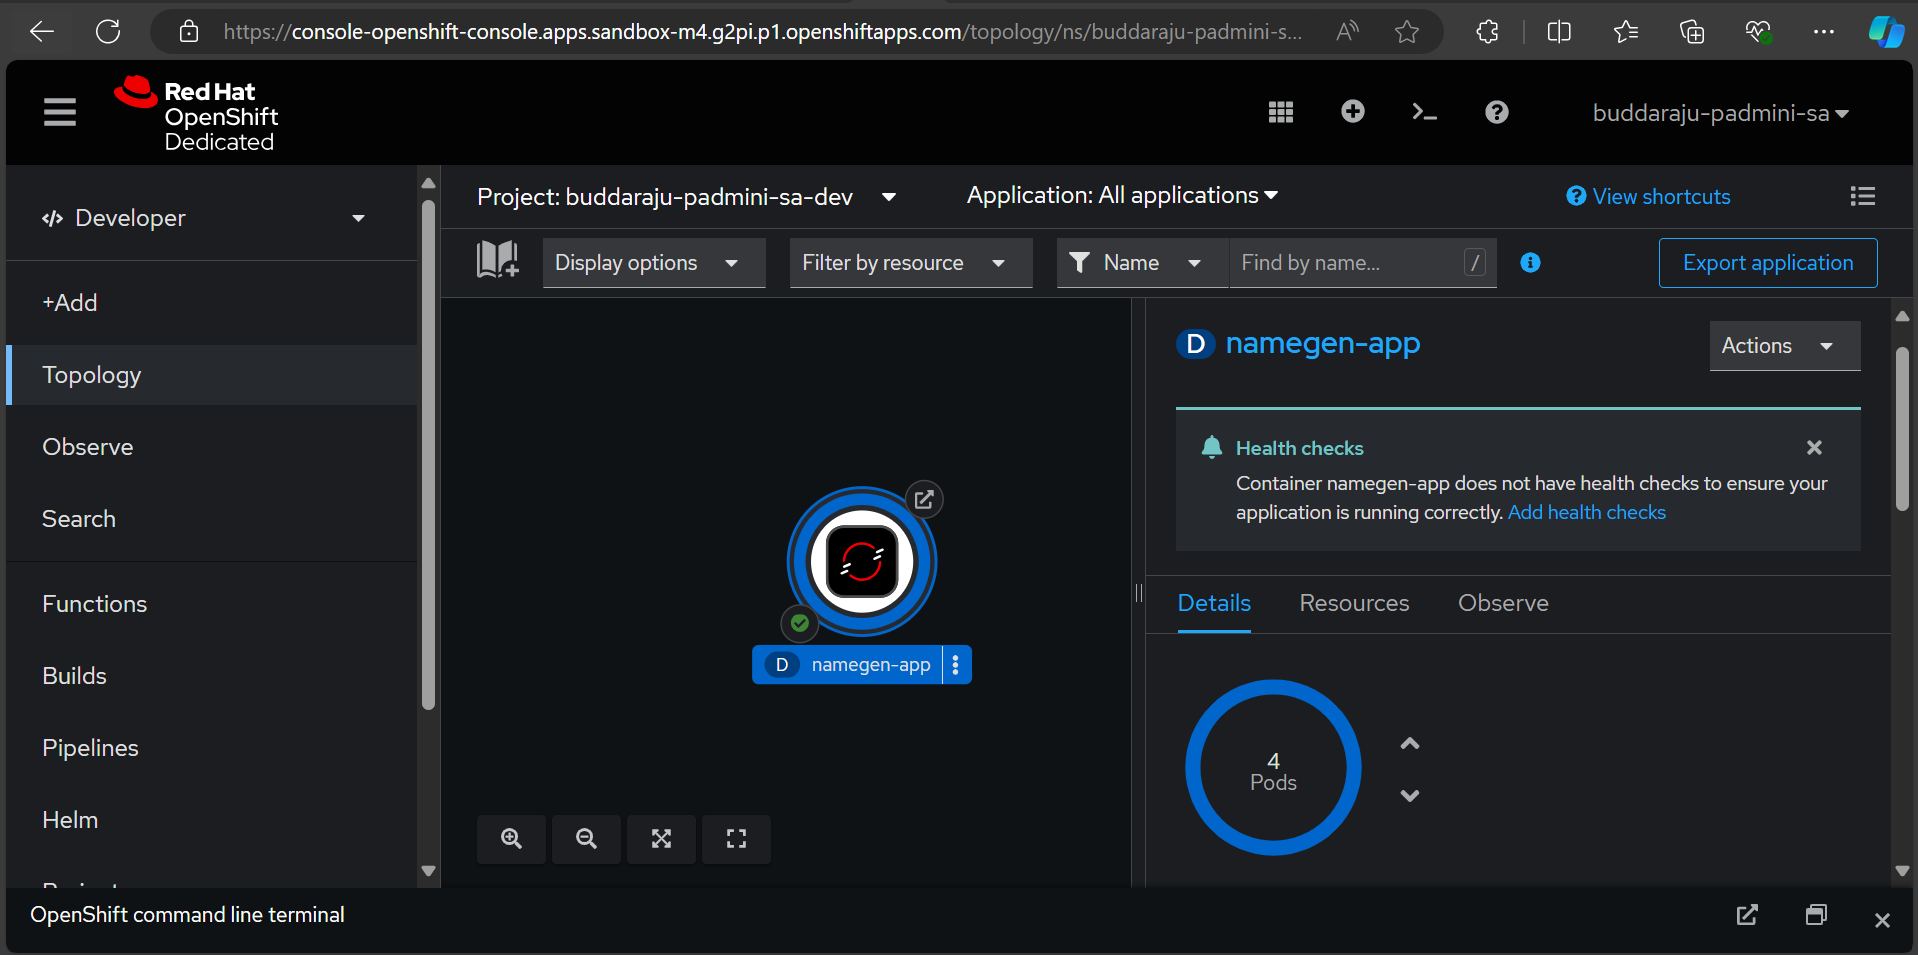 https://console-openshift-console.apps.sandbox-m4.g2pi.p1.openshiftapps.com/topology/ns/buddaraju-padmini-s...
Red Hat
OpenShift
Dedicated
buddaraju-padmini-sa
Developer
+Add
Topology
Observe
Search
Functions
Builds
Pipelines
Helm
Project: buddaraju-padmini-sa-dev
Application: All applications
View shortcuts
Display options
Filter by resource
Name
Find by name...
/
Export application
D namegen-app
D namegen-app
Actions
Health checks
Container namegen-app does not have health checks to ensure your
application is running correctly. Add health checks
Details
Resources
Observe
4
Pods
OpenShift command line terminal